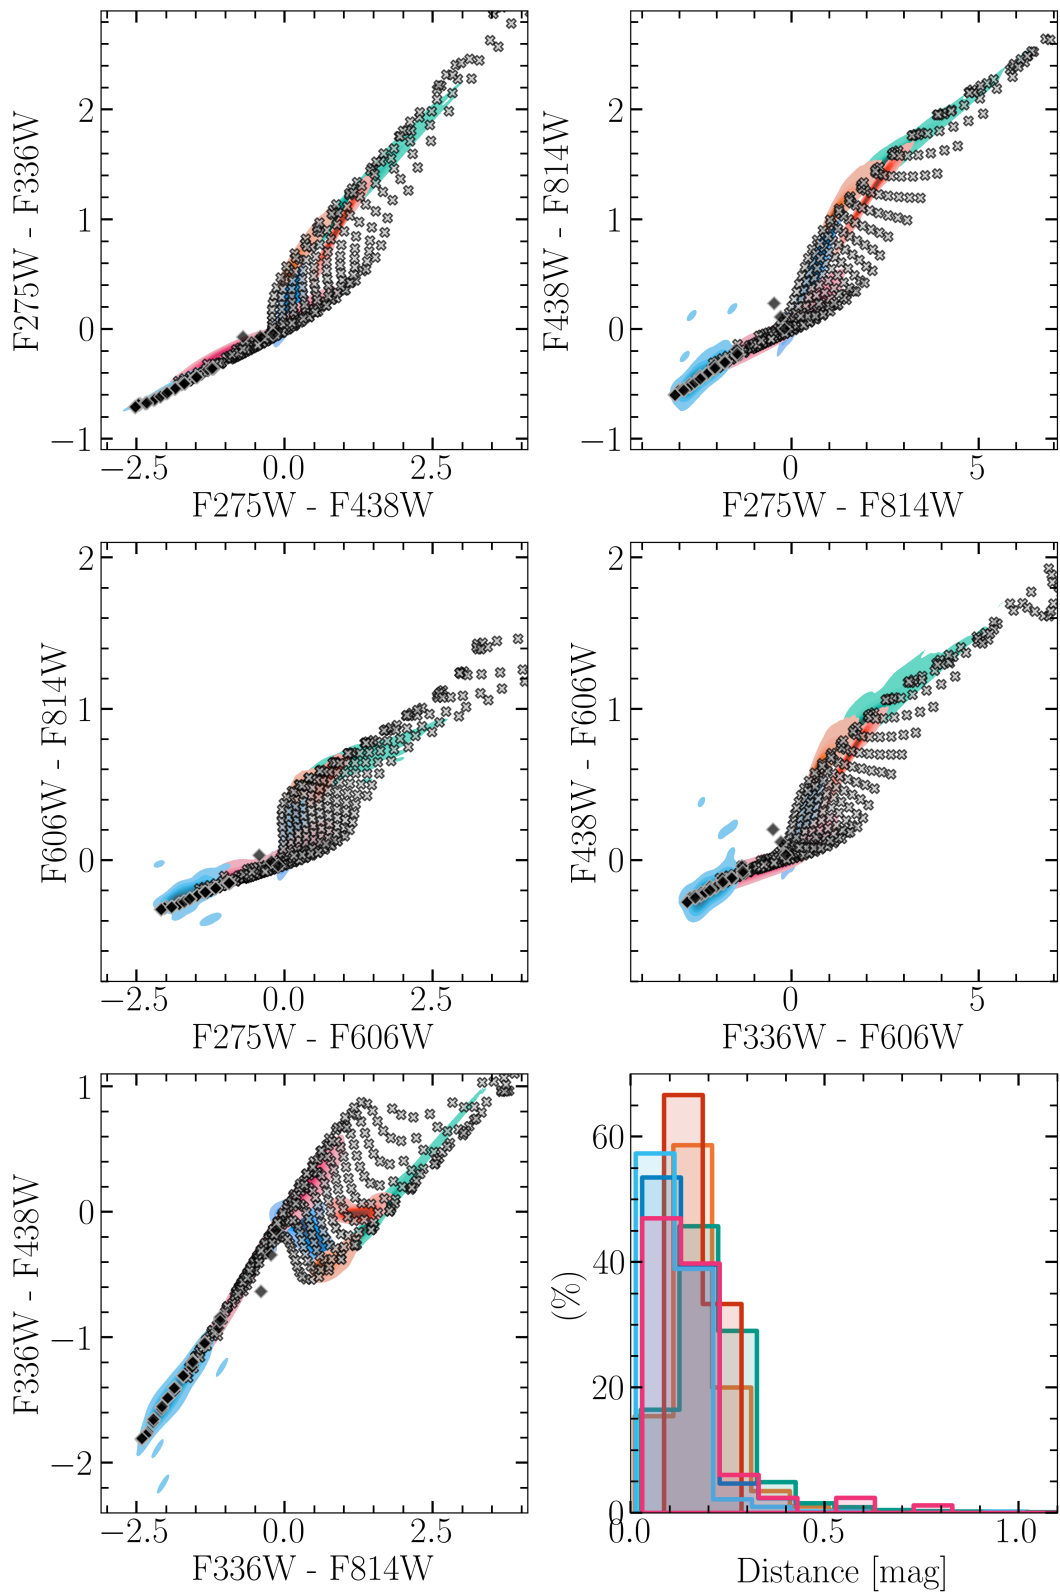 2
1
0
−1
F275W - F336W
−2.5 0.0 2.5
F275W - F438W
2
1
0
−1
F438W - F814W
0 5
F275W - F814W
2
1
0
F606W - F814W
−2.5 0.0 2.5
F275W - F606W
2
1
0
F438W - F606W
0 5
F336W - F606W
1
0
−1
−2
F336W - F438W
−2.5 0.0 2.5
F336W - F814W
60
40
20
0
(%)
0.0 0.5 1.0
Distance [mag]